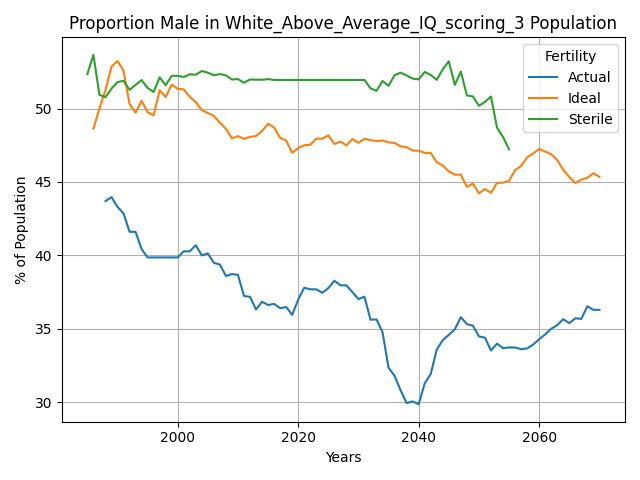 Proportion Male in White_Above_Average_IQ_scoring_3 Population
% of Population
50
45
40
35
30
2000
2020
2040
2060
Years
Fertility
Actual
Ideal
Sterile